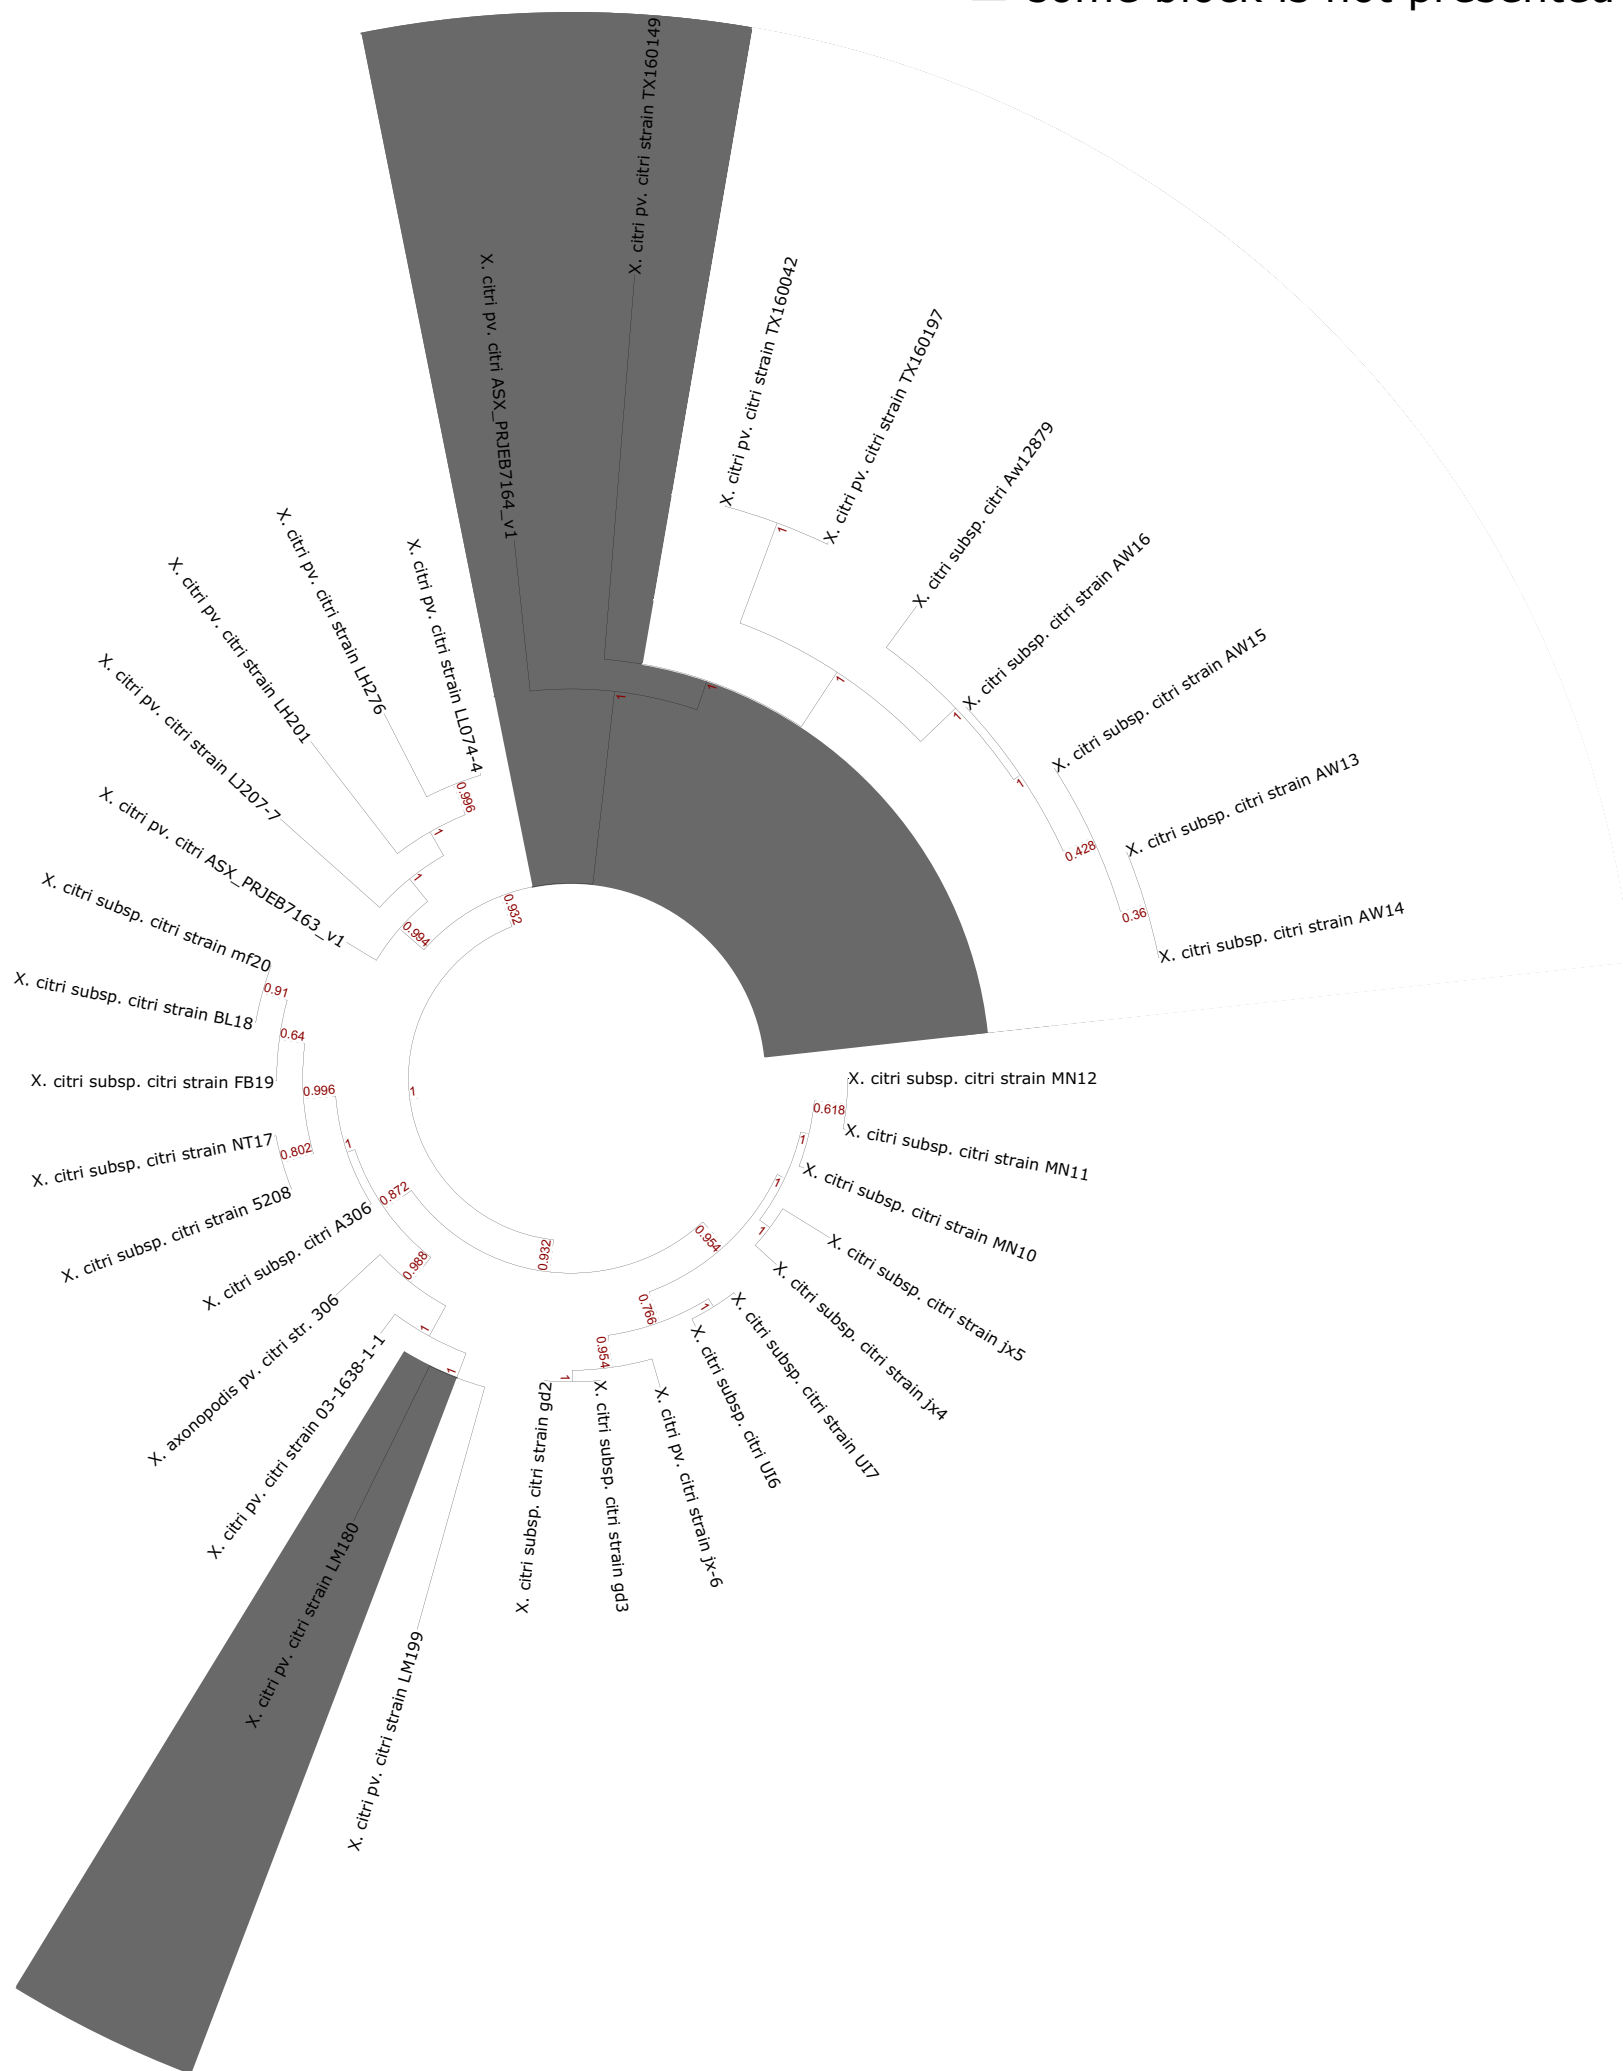 some block is not presented
X. citri pv. citri strain TX160149
X. citri pv. citri ASX_PRJEB7164_v1
X. citri pv. citri strain TX160042
X. citri pv. citri strain TX160197
X. citri subsp. citri Aw12879
X. citri subsp. citri strain AW16
X. citri subsp. citri strain AW15
X. citri subsp. citri strain AW13
X. citri subsp. citri strain AW14
1
1
1
1
1
1
0.428
0.36
X. citri pv. citri strain LL074-4
X. citri pv. citri strain LH276
X. citri pv. citri strain LH201
X. citri pv. citri strain LJ207-7
X. citri pv. citri ASX_PRJEB7163_v1
0.996
1
1
0.994
0.932
X. citri subsp. citri strain mf20
X. citri subsp. citri strain BL18
X. citri subsp. citri strain FB19
X. citri subsp. citri strain NT17
X. citri subsp. citri strain 5208
X. citri subsp. citri A306
X. axonopodis pv. citri str. 306
X. citri pv. citri strain 03-1638-1-1
X. citri pv. citri strain LM180
X. citri pv. citri strain LM199
0.91
0.64
0.996
0.802
1
1
0.872
0.988
1
1
0.932
X. citri subsp. citri strain MN12
X. citri subsp. citri strain MN11
X. citri subsp. citri strain MN10
X. citri subsp. citri strain jx5
X. citri subsp. citri strain jx4
X. citri subsp. citri strain UI7
X. citri subsp. citri UI6
X. citri pv. citri strain jx-6
X. citri subsp. citri strain gd3
X. citri subsp. citri strain gd2
0.618
1
1
1
0.954
0.766
1
0.954
1